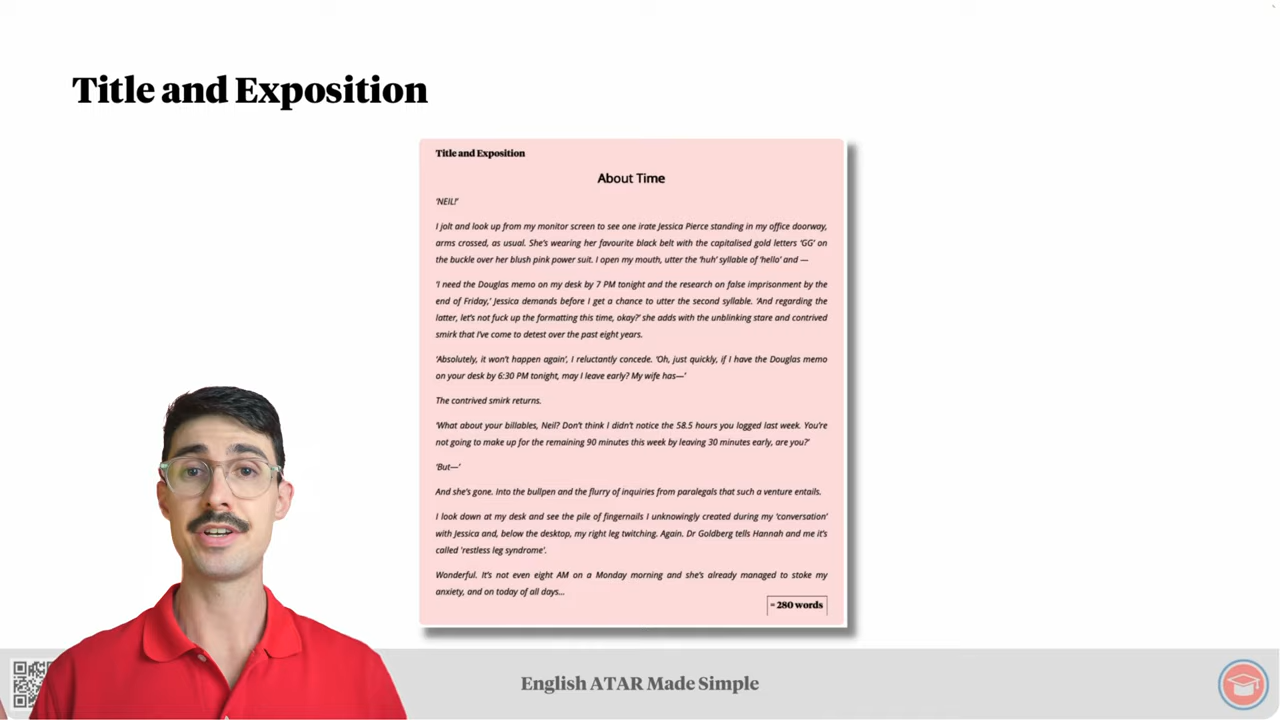 Title and Exposition
Title and Exposition
About Time
'NEIL!'
I jolt and look up from my monitor screen to see one irate Jessica Pierce standing in my office doorway,
arms crossed, as usual. She's wearing her favourite black belt with the capitalised gold letters 'GG' on
the buckle over her blush pink power suit. I open my mouth, utter the 'huh' syllable of 'hello' and —
'I need the Douglas memo on my desk by 7 PM tonight and the research on false imprisonment by the
end of Friday,' Jessica demands before I get a chance to utter the second syllable. 'And regarding the
latter, let's not fuck up the formatting this time, okay?' she adds with the unblinking stare and contrived
smirk that I've come to detest over the past eight years.
'Absolutely, it won't happen again', I reluctantly concede. 'Oh, just quickly, if I have the Douglas memo
on your desk by 6:30 PM tonight, may I leave early? My wife has—'
The contrived smirk returns.
'What about your billables, Neil? Don't think I didn't notice the 58.5 hours you logged last week. You're
not going to make up for the remaining 90 minutes this week by leaving 30 minutes early, are you?'
'But—'
And she's gone. Into the bullpen and the flurry of inquiries from paralegals that such a venture entails.
I look down at my desk and see the pile of fingernails I unknowingly created during my 'conversation'
with Jessica and, below the desktop, my right leg twitching. Again. Dr Goldberg tells Hannah and me it's
called 'restless leg syndrome'.
Wonderful. It's not even eight AM on a Monday morning and she's already managed to stoke my
anxiety, and on today of all days...
= 280 words
English ATAR Made Simple